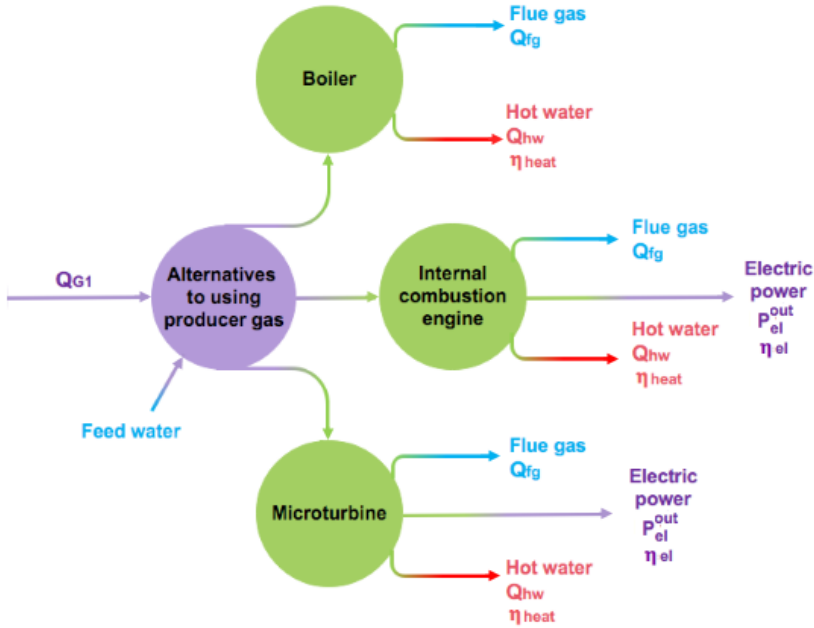 Flue gas
Qfg
Boiler
Hot water
Qhw
η heat
QG1
Alternatives
to using
producer gas
Feed water
Internal
combustion
engine
Flue gas
Qfg
Electric
power
P el out
η el
Hot water
Qhw
η heat
Microturbine
Flue gas
Qfg
Electric
power
P el out
η el
Hot water
Qhw
η heat